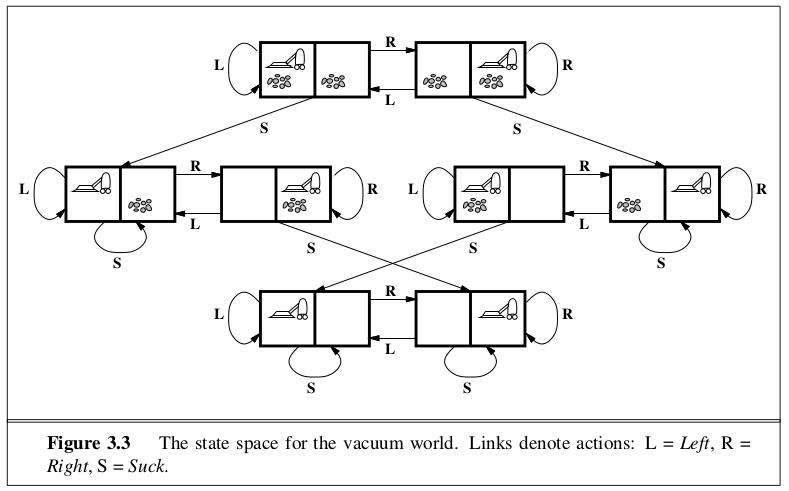 R
L R
L
S S
R R
L R L R
L L
S S S S
R
L R
L
S S
Figure 3.3 The state space for the vacuum world. Links denote actions: L = Left, R =
Right, S = Suck.